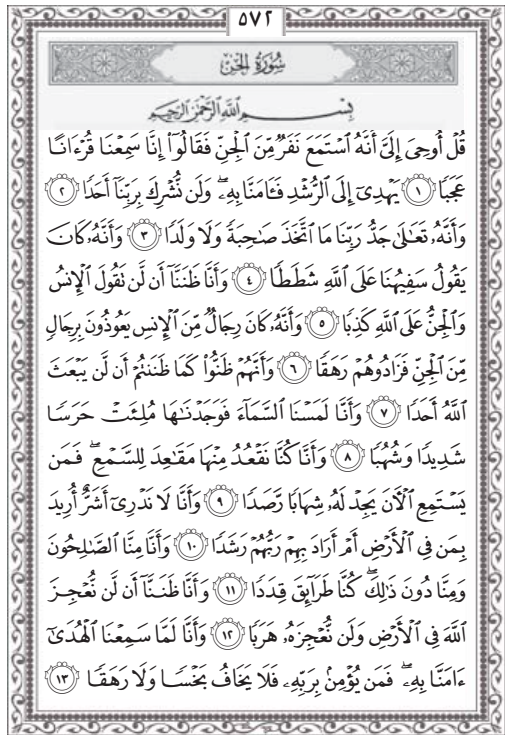 ٥٧٢
سُورَةُ الجِنّ
بِسْمِ ٱللَّهِ ٱلرَّحْمَٰنِ ٱلرَّحِيمِ
قُلْ أُوحِىَ إِلَىَّ أَنَّهُ ٱسْتَمَعَ نَفَرٌ مِّنَ ٱلْجِنِّ فَقَالُوٓا۟ إِنَّا سَمِعْنَا قُرْءَانًا
عَجَبًا ١ يَهْدِىٓ إِلَى ٱلرُّشْدِ فَـَٔامَنَّا بِهِۦ ۖ وَلَن نُّشْرِكَ بِرَبِّنَآ أَحَدًا ٢
وَأَنَّهُۥ تَعَٰلَىٰ جَدُّ رَبِّنَا مَا ٱتَّخَذَ صَٰحِبَةً وَلَا وَلَدًا ٣ وَأَنَّهُۥ كَانَ
يَقُولُ سَفِيهُنَا عَلَى ٱللَّهِ شَطَطًا ٤ وَأَنَّا ظَنَنَّآ أَن لَّن تَقُولَ ٱلْإِنسُ
وَٱلْجِنُّ عَلَى ٱللَّهِ كَذِبًا ٥ وَأَنَّهُۥ كَانَ رِجَالٌ مِّنَ ٱلْإِنسِ يَعُوذُونَ بِرِجَالٍ
مِّنَ ٱلْجِنِّ فَزَادُوهُمْ رَهَقًا ٦ وَأَنَّهُمْ ظَنُّوا۟ كَمَا ظَنَنتُمْ أَن لَّن يَبْعَثَ
ٱللَّهُ أَحَدًا ٧ وَأَنَّا لَمَسْنَا ٱلسَّمَآءَ فَوَجَدْنَٰهَا مُلِئَتْ حَرَسًا
شَدِيدًا وَشُهُبًا ٨ وَأَنَّا كُنَّا نَقْعُدُ مِنْهَا مَقَٰعِدَ لِلسَّمْعِ ۖ فَمَن
يَسْتَمِعِ ٱلْـَٔانَ يَجِدْ لَهُۥ شِهَابًا رَّصَدًا ٩ وَأَنَّا لَا نَدْرِىٓ أَشَرٌّ أُرِيدَ
بِمَن فِى ٱلْأَرْضِ أَمْ أَرَادَ بِهِمْ رَبُّهُمْ رَشَدًا ١٠ وَأَنَّا مِنَّا ٱلصَّٰلِحُونَ
وَمِنَّا دُونَ ذَٰلِكَ ۖ كُنَّا طَرَآئِقَ قِدَدًا ١١ وَأَنَّا ظَنَنَّآ أَن لَّن نُّعْجِزَ
ٱللَّهَ فِى ٱلْأَرْضِ وَلَن نُّعْجِزَهُۥ هَرَبًا ١٢ وَأَنَّا لَمَّا سَمِعْنَا ٱلْهُدَىٰٓ
ءَامَنَّا بِهِۦ ۖ فَمَن يُؤْمِنۢ بِرَبِّهِۦ فَلَا يَخَافُ بَخْسًا وَلَا رَهَقًا ١٣